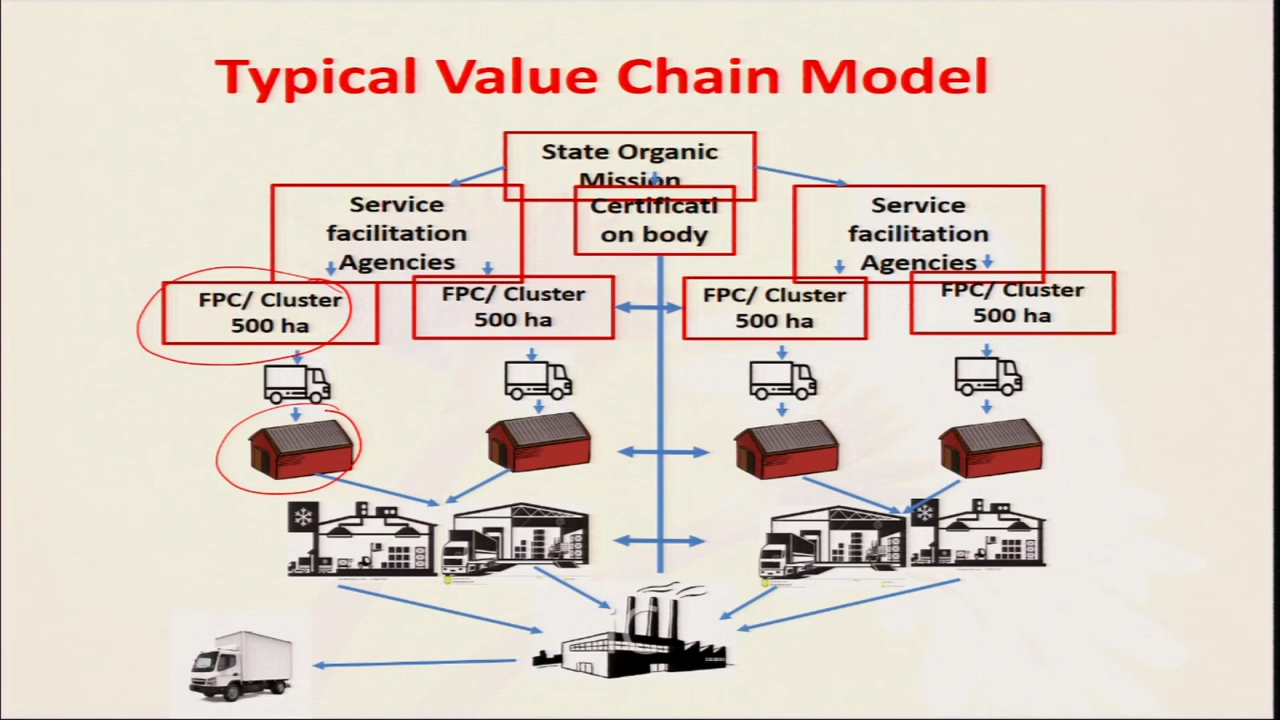 Typical Value Chain Model
State Organic
Mission
Service
facilitation
Agencies
Certificati
on body
Service
facilitation
Agencies
FPC/ Cluster
500 ha
FPC/ Cluster
500 ha
FPC/ Cluster
500 ha
FPC/ Cluster
500 ha